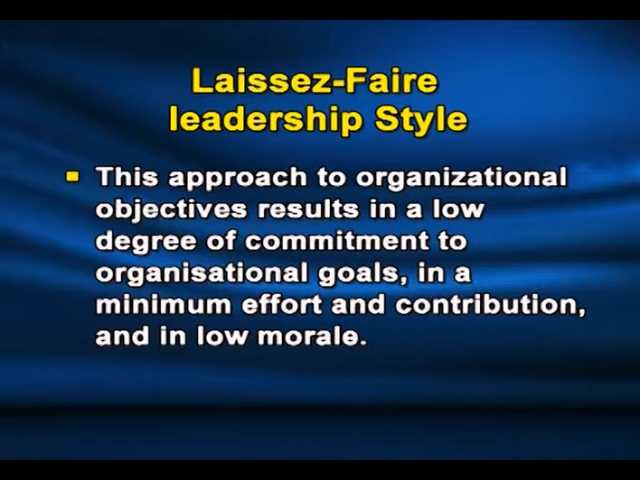 Laissez-Faire
leadership Style
This approach to organizational
objectives results in a low
degree of commitment to
organisational goals, in a
minimum effort and contribution,
and in low morale.